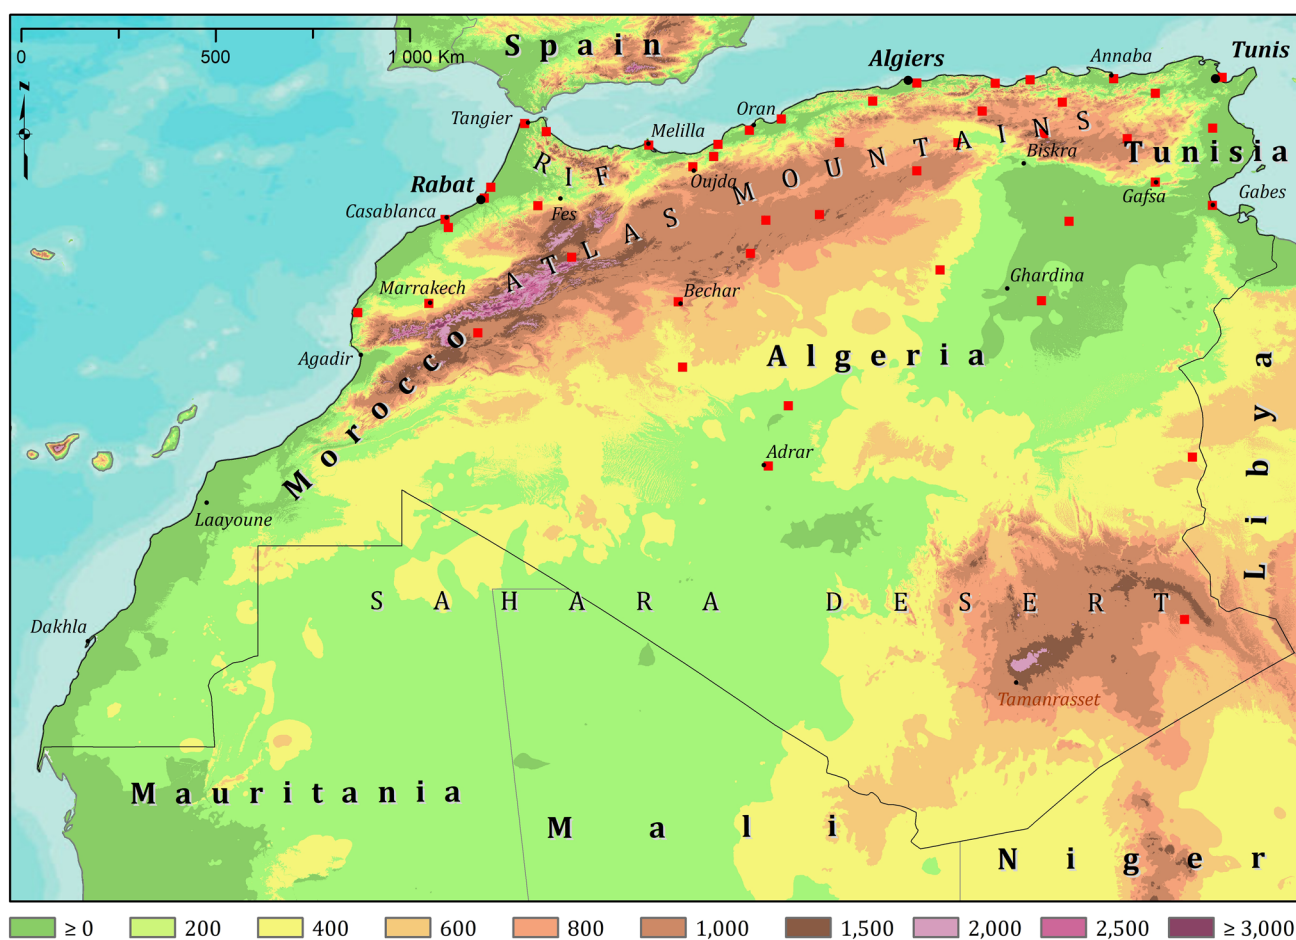 Spain
0 500 1 000 Km
Algiers
Annaba
Tunis
z
Tangier
Oran
Melilla
RIF
Oujda
ATLAS MOUNTAINS
Biskra
Tunisia
Rabat
Casablanca
Fes
Gafsa
Gabes
Marrakech
Bechar
Ghardina
Agadir
Morocco
Algeria
Libya
Adrar
Laayoune
SAHARA DESERT
Dakhla
Tamanrasset
Mauritania
Mali
Niger
≥ 0 200 400 600 800 1,000 1,500 2,000 2,500 ≥ 3,000